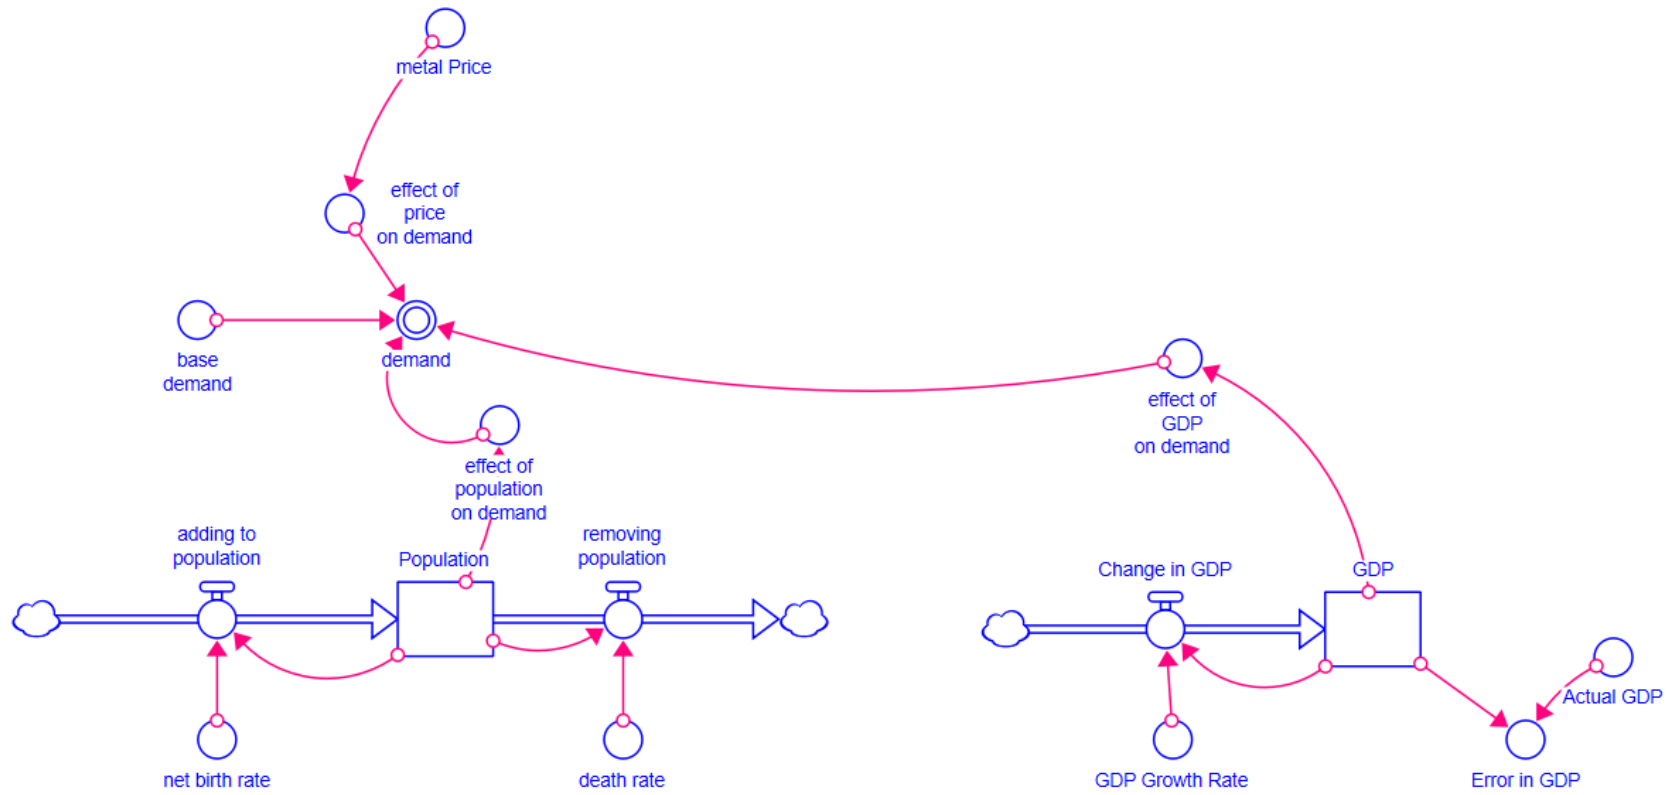 metal Price
effect of
price
on demand
base
demand
demand
effect of
GDP
on demand
effect of
population
on demand
adding to
population
Population
removing
population
Change in GDP
GDP
Actual GDP
net birth rate
death rate
GDP Growth Rate
Error in GDP